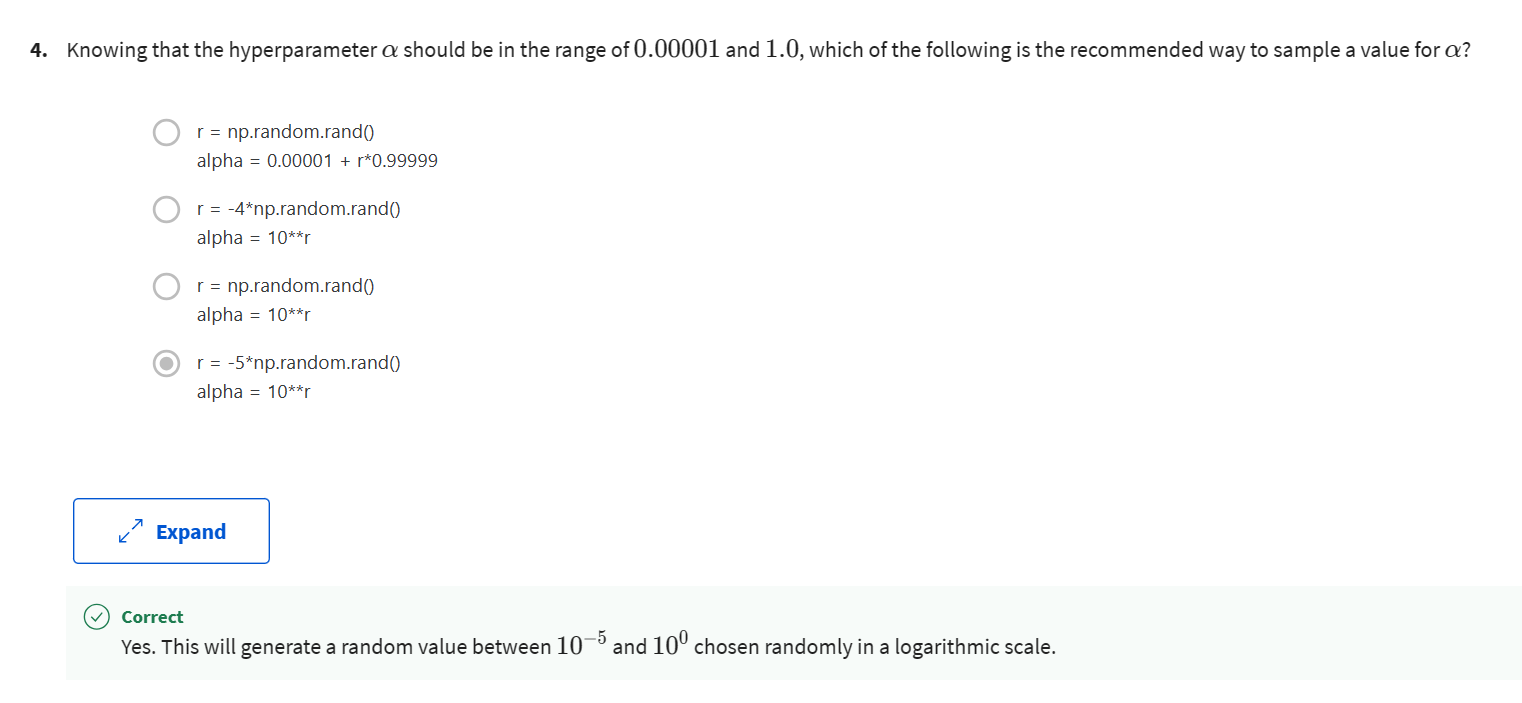 4. Knowing that the hyperparameter α should be in the range of 0.00001 and 1.0, which of the following is the recommended way to sample a value for α?
r = np.random.rand()
alpha = 0.00001 + r*0.99999
r = -4*np.random.rand()
alpha = 10**r
r = np.random.rand()
alpha = 10**r
r = -5*np.random.rand()
alpha = 10**r
Expand
Correct
Yes. This will generate a random value between 10⁻⁵ and 10⁰ chosen randomly in a logarithmic scale.